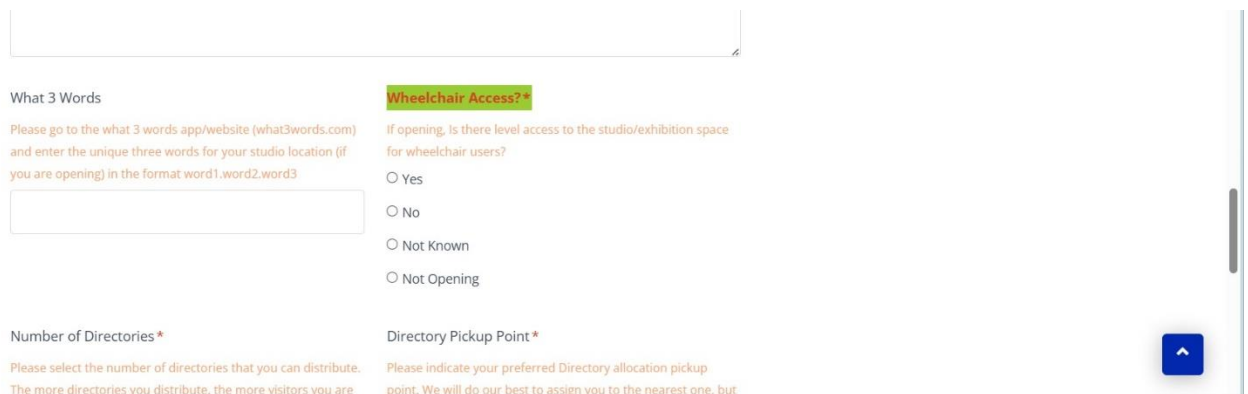 What 3 Words
Please go to the what 3 words app/website (what3words.com)
and enter the unique three words for your studio location (if
you are opening) in the format word1.word2.word3
Wheelchair Access?*
If opening, Is there level access to the studio/exhibition space
for wheelchair users?
Yes
No
Not Known
Not Opening
Number of Directories*
Please select the number of directories that you can distribute.
The more directories you distribute, the more visitors you are
Directory Pickup Point*
Please indicate your preferred Directory allocation pickup
point. We will do our best to assign you to the nearest one, but